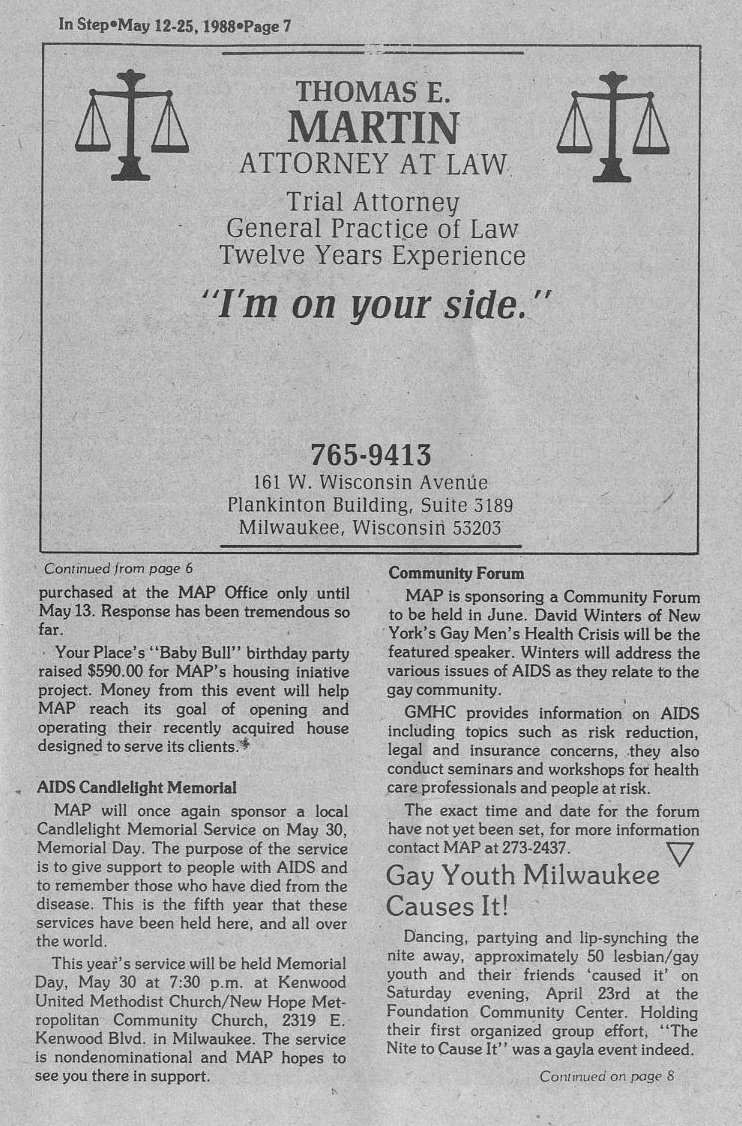 In Step•May 12-25, 1988•Page 7
THOMAS E.
MARTIN
ATTORNEY AT LAW
Trial Attorney
General Practice of Law
Twelve Years Experience
"I'm on your side."
765-9413
161 W. Wisconsin Avenue
Plankinton Building, Suite 3189
Milwaukee, Wisconsin 53203
Continued from page 6
purchased at the MAP Office only until
May 13. Response has been tremendous so
far.
Your Place's "Baby Bull" birthday party
raised $590.00 for MAP's housing iniative
project. Money from this event will help
MAP reach its goal of opening and
operating their recently acquired house
designed to serve its clients.
AIDS Candlelight Memorial
MAP will once again sponsor a local
Candlelight Memorial Service on May 30,
Memorial Day. The purpose of the service
is to give support to people with AIDS and
to remember those who have died from the
disease. This is the fifth year that these
services have been held here, and all over
the world.
This year's service will be held Memorial
Day, May 30 at 7:30 p.m. at Kenwood
United Methodist Church/New Hope Met-
ropolitan Community Church, 2319 E.
Kenwood Blvd. in Milwaukee. The service
is nondenominational and MAP hopes to
see you there in support.
Community Forum
MAP is sponsoring a Community Forum
to be held in June. David Winters of New
York's Gay Men's Health Crisis will be the
featured speaker. Winters will address the
various issues of AIDS as they relate to the
gay community.
GMHC provides information on AIDS
including topics such as risk reduction,
legal and insurance concerns, they also
conduct seminars and workshops for health
care professionals and people at risk.
The exact time and date for the forum
have not yet been set, for more information
contact MAP at 273-2437.
Gay Youth Milwaukee
Causes It!
Dancing, partying and lip-synching the
nite away, approximately 50 lesbian/gay
youth and their friends 'caused it' on
Saturday evening, April 23rd at the
Foundation Community Center. Holding
their first organized group effort, "The
Nite to Cause It" was a gayla event indeed.
Continued on page 8